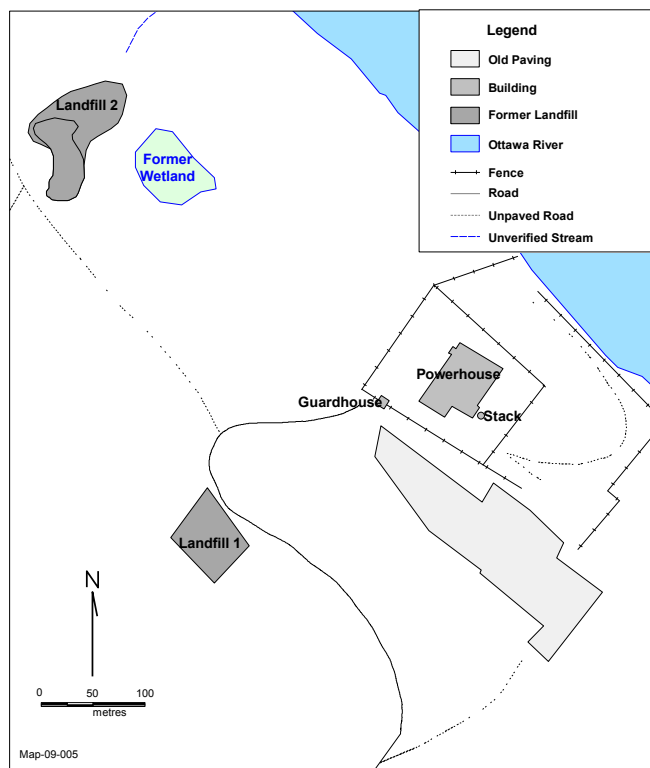 Legend
Old Paving
Building
Former Landfill
Ottawa River
Fence
Road
Unpaved Road
Unverified Stream
Landfill 2
Former
Wetland
Powerhouse
Guardhouse
Stack
Landfill 1
N
0 50 100
metres
Map-09-005